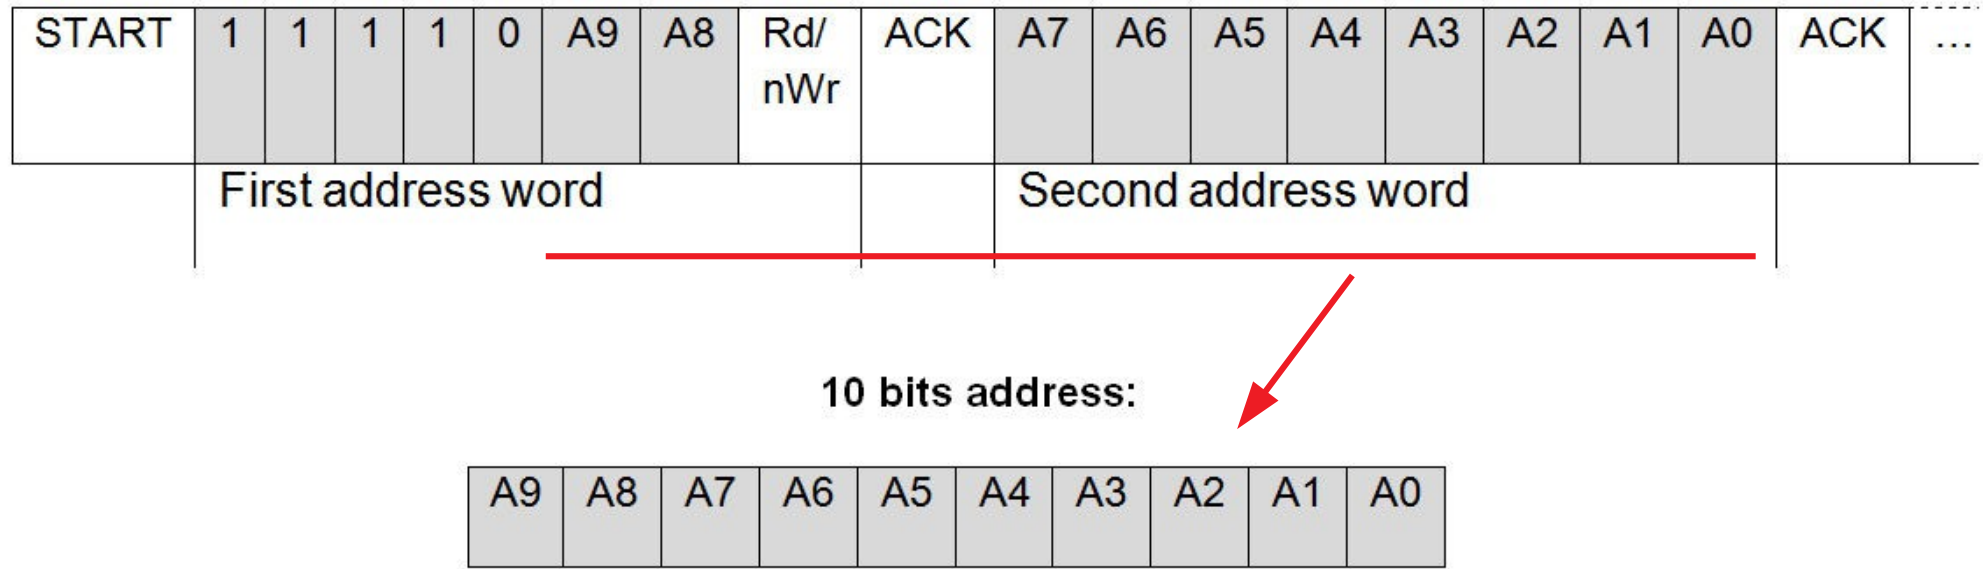 START 1 1 1 1 0 A9 A8 Rd/ ACK A7 A6 A5 A4 A3 A2 A1 A0 ACK ...
nWr
First address word Second address word
10 bits address:
A9 A8 A7 A6 A5 A4 A3 A2 A1 A0